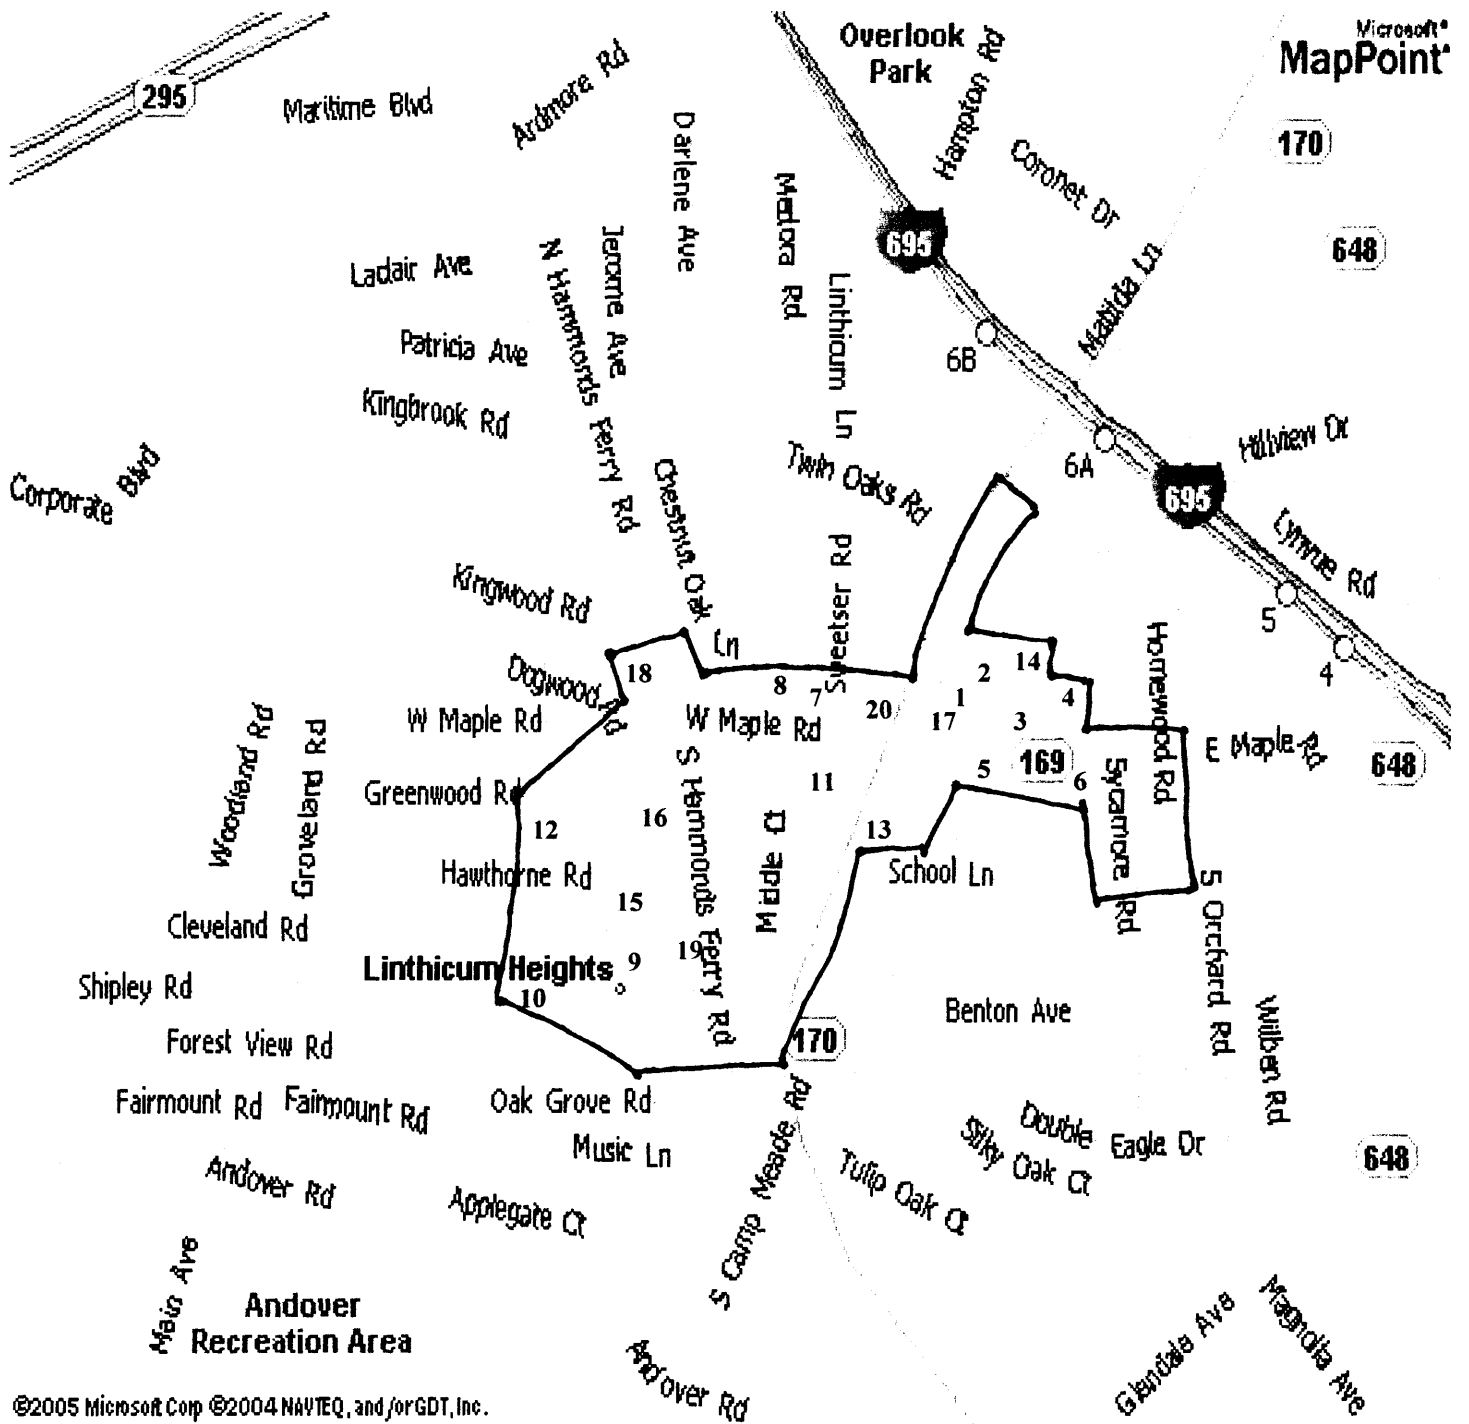 Microsoft®
MapPoint
Overlook
Park
295
Maritime Blvd
Ardmore Rd
Hampton Rd
Darlene Ave
170
Coronet Dr
Medora Rd
695
648
Jerome Ave
Ladair Ave
N Hammonds Ferry Rd
Linthicum Ln
Matilda Ln
6B
Patricia Ave
Kingbrook Rd
Twin Oaks Rd
6A
Hillview Dr
695
Corporate Blvd
Chestnut Oak Ln
Lynvue Rd
Sweetser Rd
Kingwood Rd
5
4
Homewood Rd
Dogwood Rd
18
2
14
8
7
20
1
4
17
3
W Maple Rd
W Maple Rd
E Maple Rd
169
648
Woodland Rd
Groveland Rd
Greenwood Rd
S Hammonds Ferry Rd
11
5
6
Sycamore Rd
12
16
Middle Ct
13
Hawthorne Rd
School Ln
15
S Orchard Rd
Cleveland Rd
Linthicum Heights
9
19
10
Shipley Rd
Benton Ave
Wilben Rd
Forest View Rd
170
Fairmount Rd
Fairmount Rd
Oak Grove Rd
Music Ln
S Camp Meade Rd
Double Eagle Dr
Silky Oak Ct
648
Tulip Oak Ct
Andover Rd
Applegate Ct
Main Ave
Andover
Recreation Area
Andover Rd
Glendale Ave
Magnolia Ave
©2005 Microsoft Corp ©2004 NAVTEQ, and/or GDT, Inc.